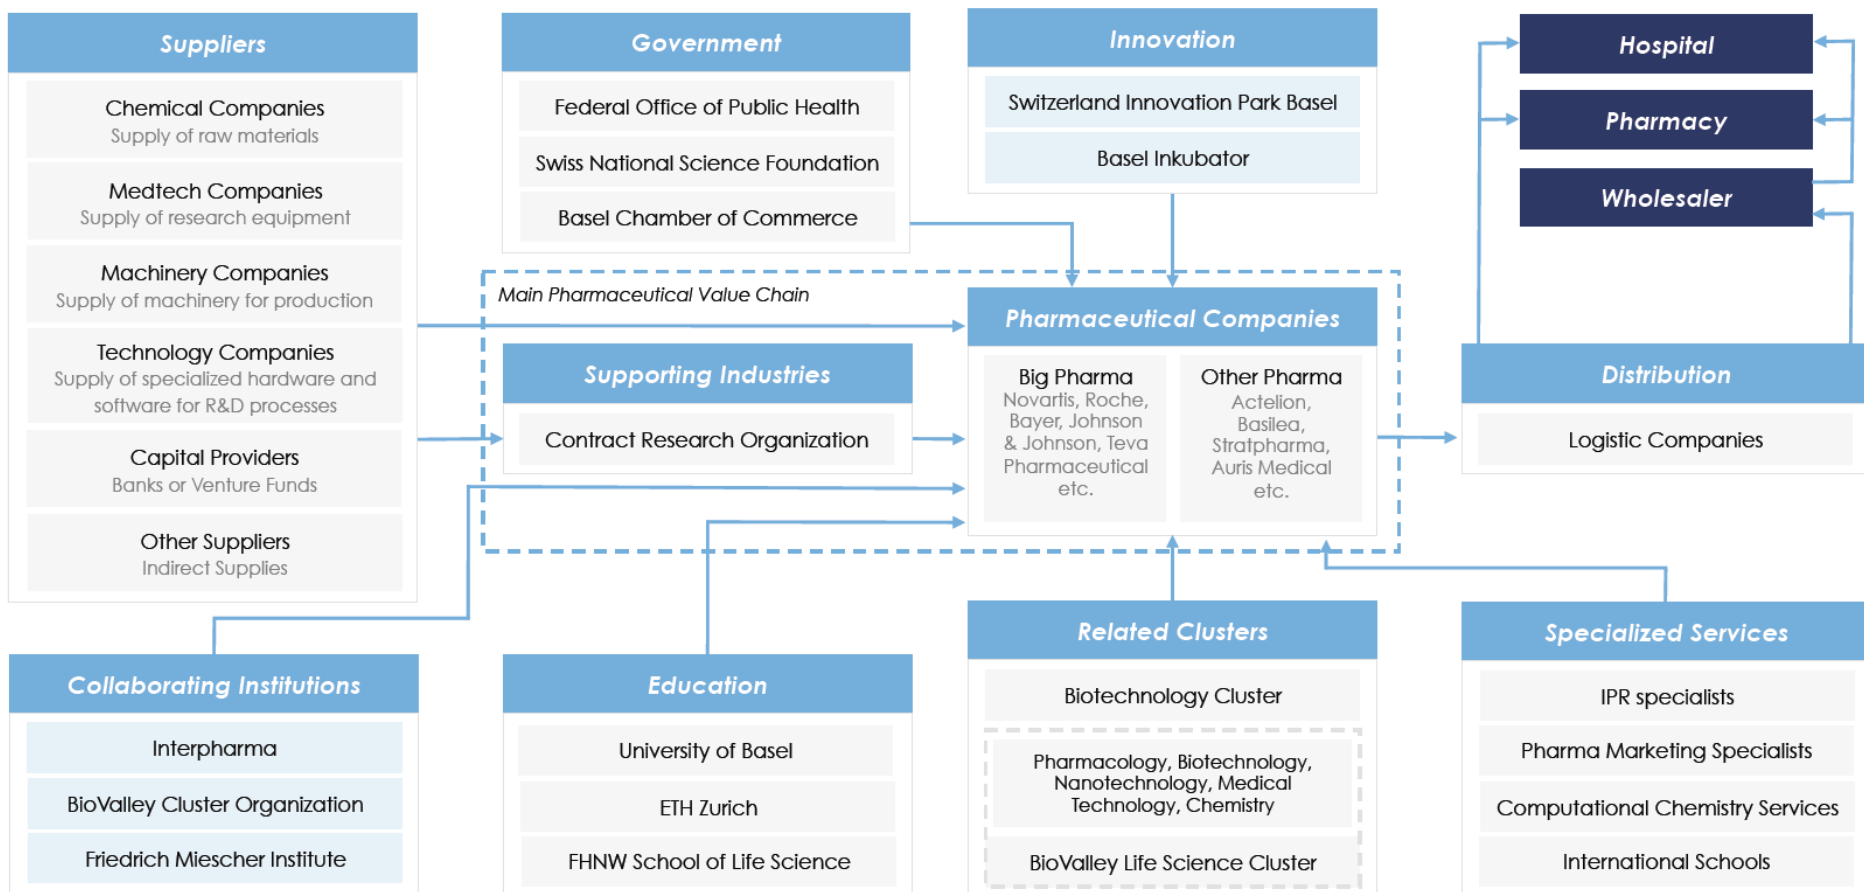 Suppliers
Chemical Companies
Supply of raw materials
Medtech Companies
Supply of research equipment
Machinery Companies
Supply of machinery for production
Technology Companies
Supply of specialized hardware and
software for R&D processes
Capital Providers
Banks or Venture Funds
Other Suppliers
Indirect Supplies
Government
Federal Office of Public Health
Swiss National Science Foundation
Basel Chamber of Commerce
Innovation
Switzerland Innovation Park Basel
Basel Inkubator
Hospital
Pharmacy
Wholesaler
Main Pharmaceutical Value Chain
Supporting Industries
Contract Research Organization
Pharmaceutical Companies
Big Pharma
Novartis, Roche,
Bayer, Johnson
& Johnson, Teva
Pharmaceutical
etc.
Other Pharma
Actelion,
Basilea,
Stratpharma,
Auris Medical
etc.
Distribution
Logistic Companies
Collaborating Institutions
Interpharma
BioValley Cluster Organization
Friedrich Miescher Institute
Education
University of Basel
ETH Zurich
FHNW School of Life Science
Related Clusters
Biotechnology Cluster
Pharmacology, Biotechnology,
Nanotechnology, Medical
Technology, Chemistry
BioValley Life Science Cluster
Specialized Services
IPR specialists
Pharma Marketing Specialists
Computational Chemistry Services
International Schools